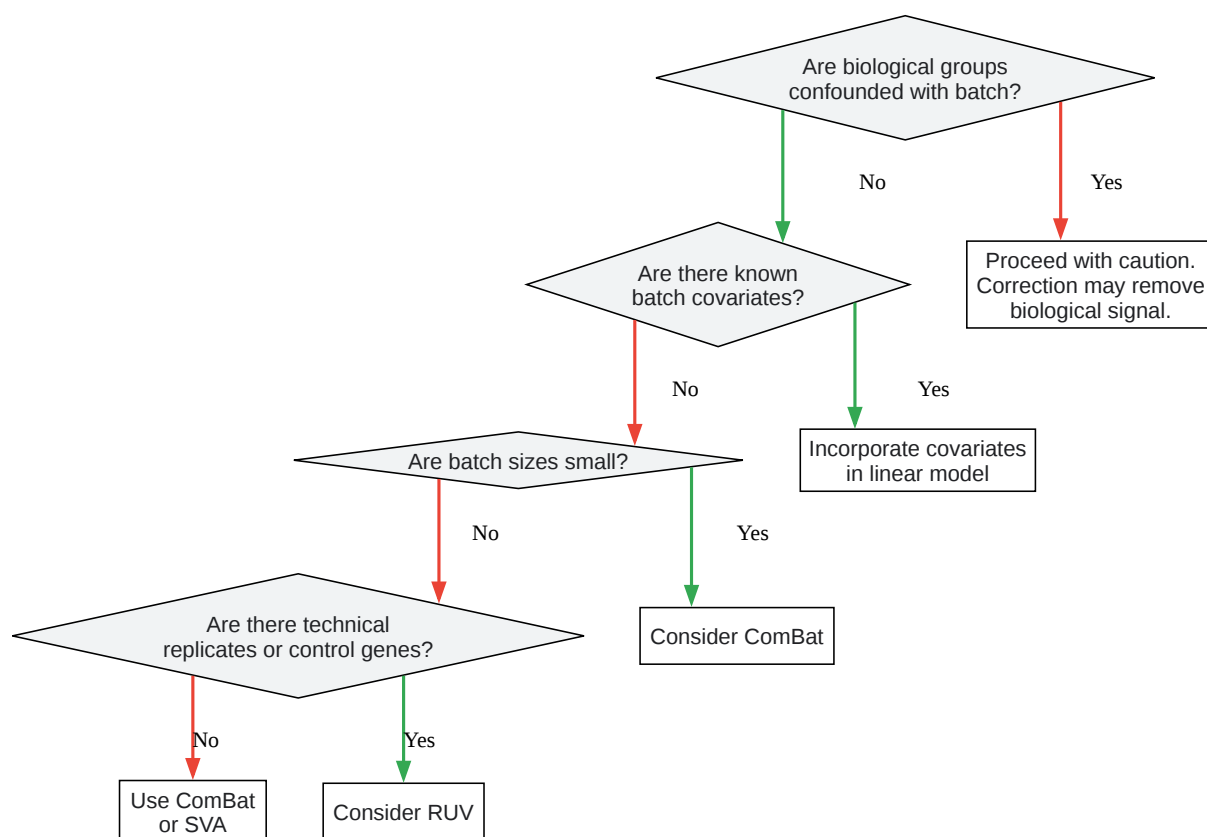 Are biological groups
confounded with batch?
No
Yes
Are there known
batch covariates?
Proceed with caution.
Correction may remove
biological signal.
No
Yes
Are batch sizes small?
Incorporate covariates
in linear model
No
Yes
Are there technical
replicates or control genes?
Consider ComBat
No
Yes
Use ComBat
or SVA
Consider RUV